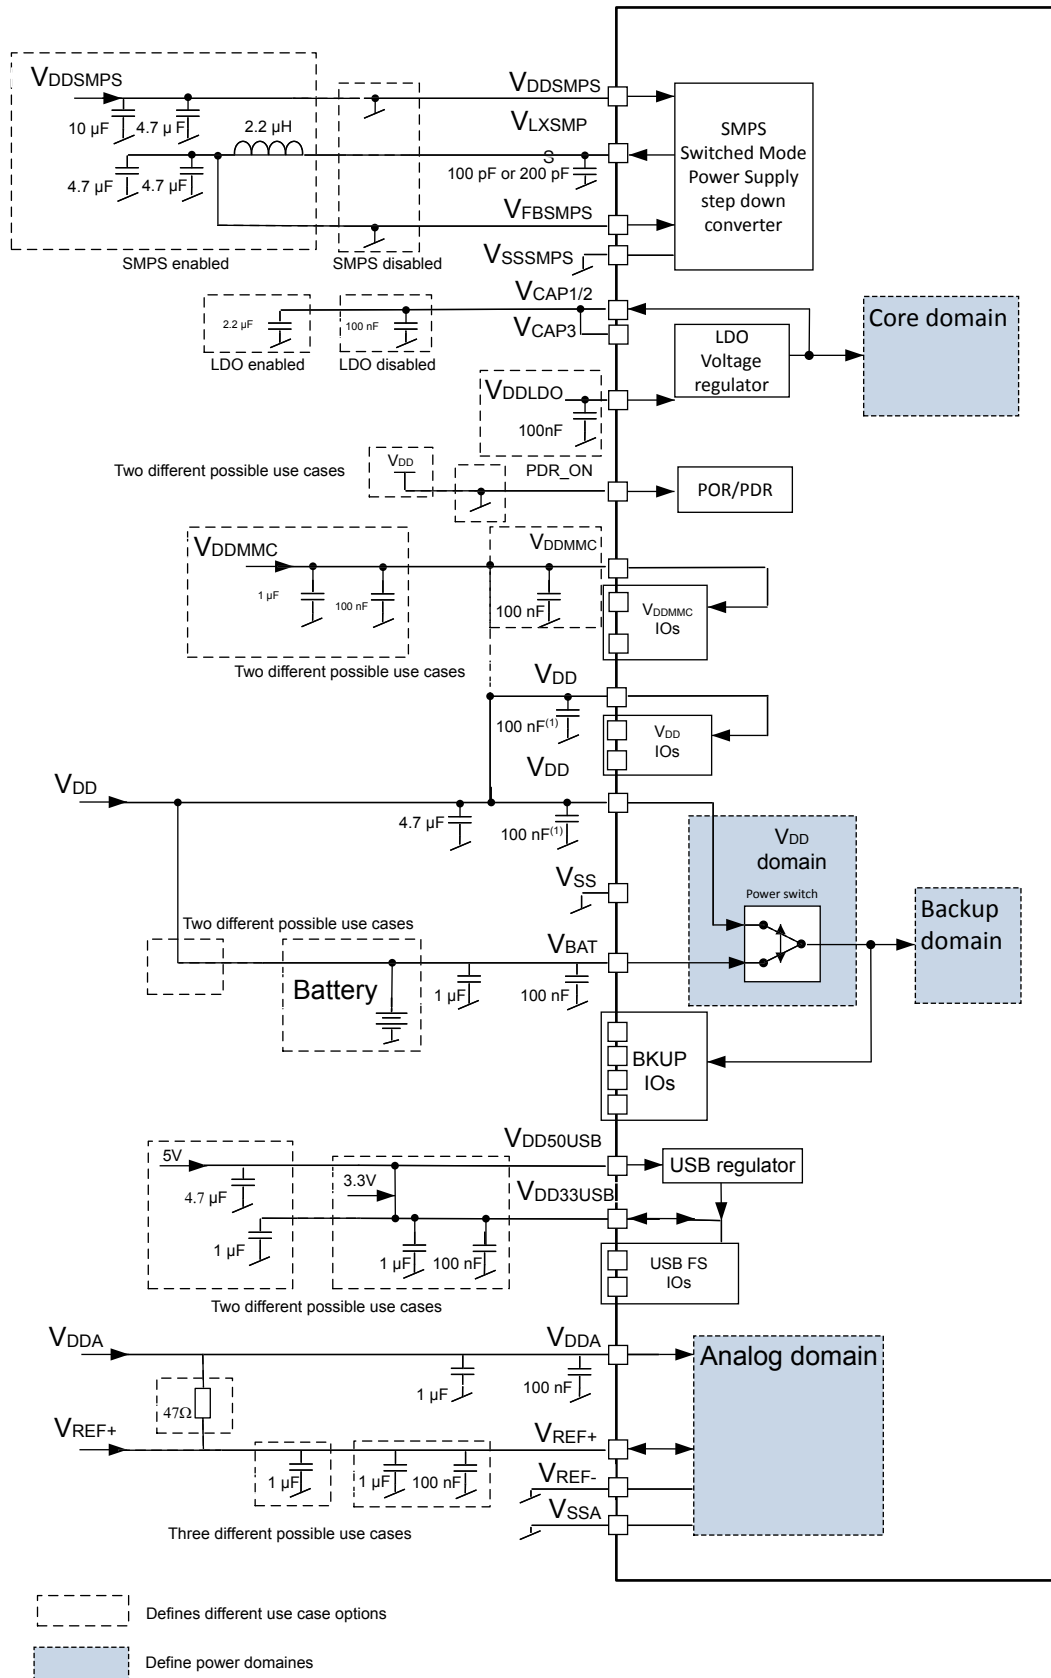 VDDSMPS
VDDSMPS
10 µF
4.7 µF
2.2 µH
VLXSMP
S
4.7 µF
4.7 µF
100 pF or 200 pF
VFBSMPS
VSSSMPS
SMPS
Switched Mode
Power Supply
step down
converter
SMPS enabled
SMPS disabled
VCAP1/2
2.2 µF
100 nF
VCAP3
LDO enabled
LDO disabled
LDO
Voltage
regulator
Core domain
VDDLDO
100nF
Two different possible use cases
VDD
PDR_ON
POR/PDR
VDDMMC
VDDMMC
1 µF
100 nF
100 nF
VDDMMC
IOs
Two different possible use cases
VDD
100 nF(1)
VDD
IOs
VDD
VDD
4.7 µF
100 nF(1)
VDD
domain
Power switch
VSS
Two different possible use cases
VBAT
Battery
1 µF
100 nF
Backup
domain
BKUP
IOs
VDD50USB
5V
4.7 µF
3.3V
USB regulator
VDD33USB
1 µF
1 µF
100 nF
USB FS
IOs
Two different possible use cases
VDDA
VDDA
1 µF
100 nF
Analog domain
47Ω
VREF+
VREF+
1 µF
1 µF
100 nF
VREF-
VSSA
Three different possible use cases
Defines different use case options
Define power domaines